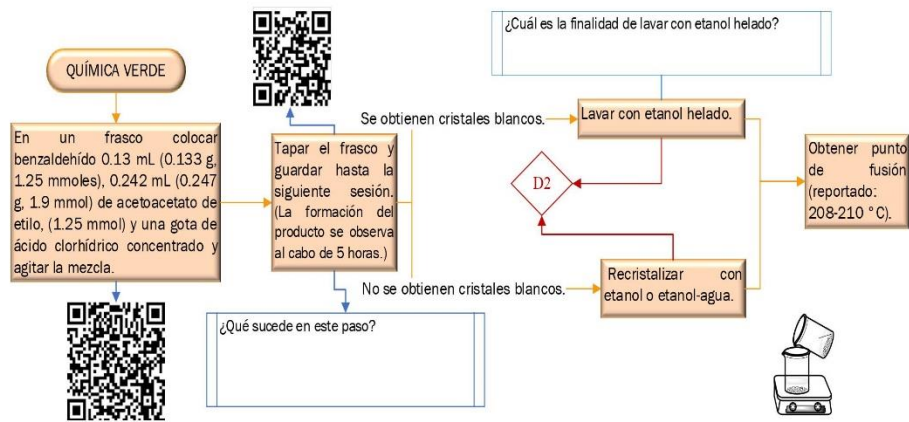 ¿Cuál es la finalidad de lavar con etanol helado?
QUÍMICA VERDE
En un frasco colocar
benzaldehído 0.13 mL (0.133 g,
1.25 mmoles), 0.242 mL (0.247
g, 1.9 mmol) de acetoacetato de
etilo, (1.25 mmol) y una gota de
ácido clorhídrico concentrado y
agitar la mezcla.
Tapar el frasco y
guardar hasta la
siguiente sesión.
(La formación del
producto se observa
al cabo de 5 horas.)
¿Qué sucede en este paso?
Se obtienen cristales blancos.
Lavar con etanol helado.
D2
No se obtienen cristales blancos.
Recristalizar con
etanol o etanol-agua.
Obtener punto
de fusión
(reportado:
208-210 °C).